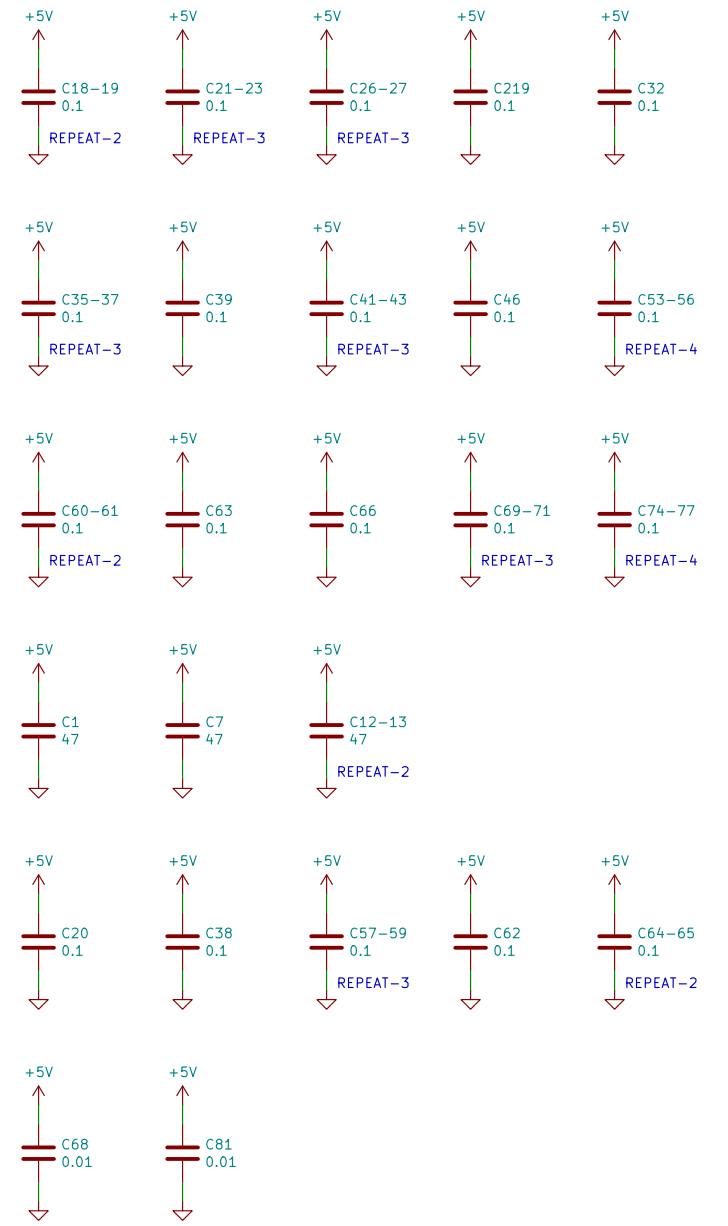 +5V +5V +5V +5V +5V
C18-19 C21-23 C26-27 C219 C32
0.1 0.1 0.1 0.1 0.1
REPEAT-2 REPEAT-3 REPEAT-3
+5V +5V +5V +5V +5V
C35-37 C39 C41-43 C46 C53-56
0.1 0.1 0.1 0.1 0.1
REPEAT-3 REPEAT-3 REPEAT-4
+5V +5V +5V +5V +5V
C60-61 C63 C66 C69-71 C74-77
0.1 0.1 0.1 0.1 0.1
REPEAT-2 REPEAT-3 REPEAT-4
+5V +5V +5V
C1 C7 C12-13
47 47 47
REPEAT-2
+5V +5V +5V +5V +5V
C20 C38 C57-59 C62 C64-65
0.1 0.1 0.1 0.1 0.1
REPEAT-3 REPEAT-2
+5V +5V
C68 C81
0.01 0.01